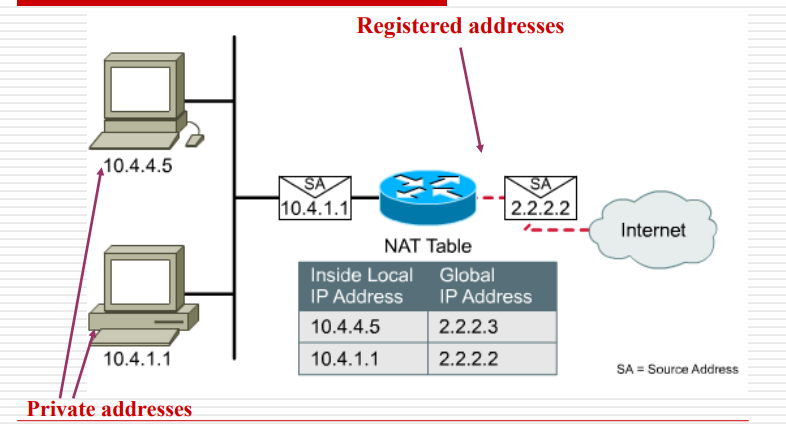 Registered addresses
10.4.4.5
SA
10.4.1.1
SA
2.2.2.2
Internet
NAT Table
Inside Local IP Address
Global IP Address
10.4.4.5 2.2.2.3
10.4.1.1 2.2.2.2
10.4.1.1
SA = Source Address
Private addresses